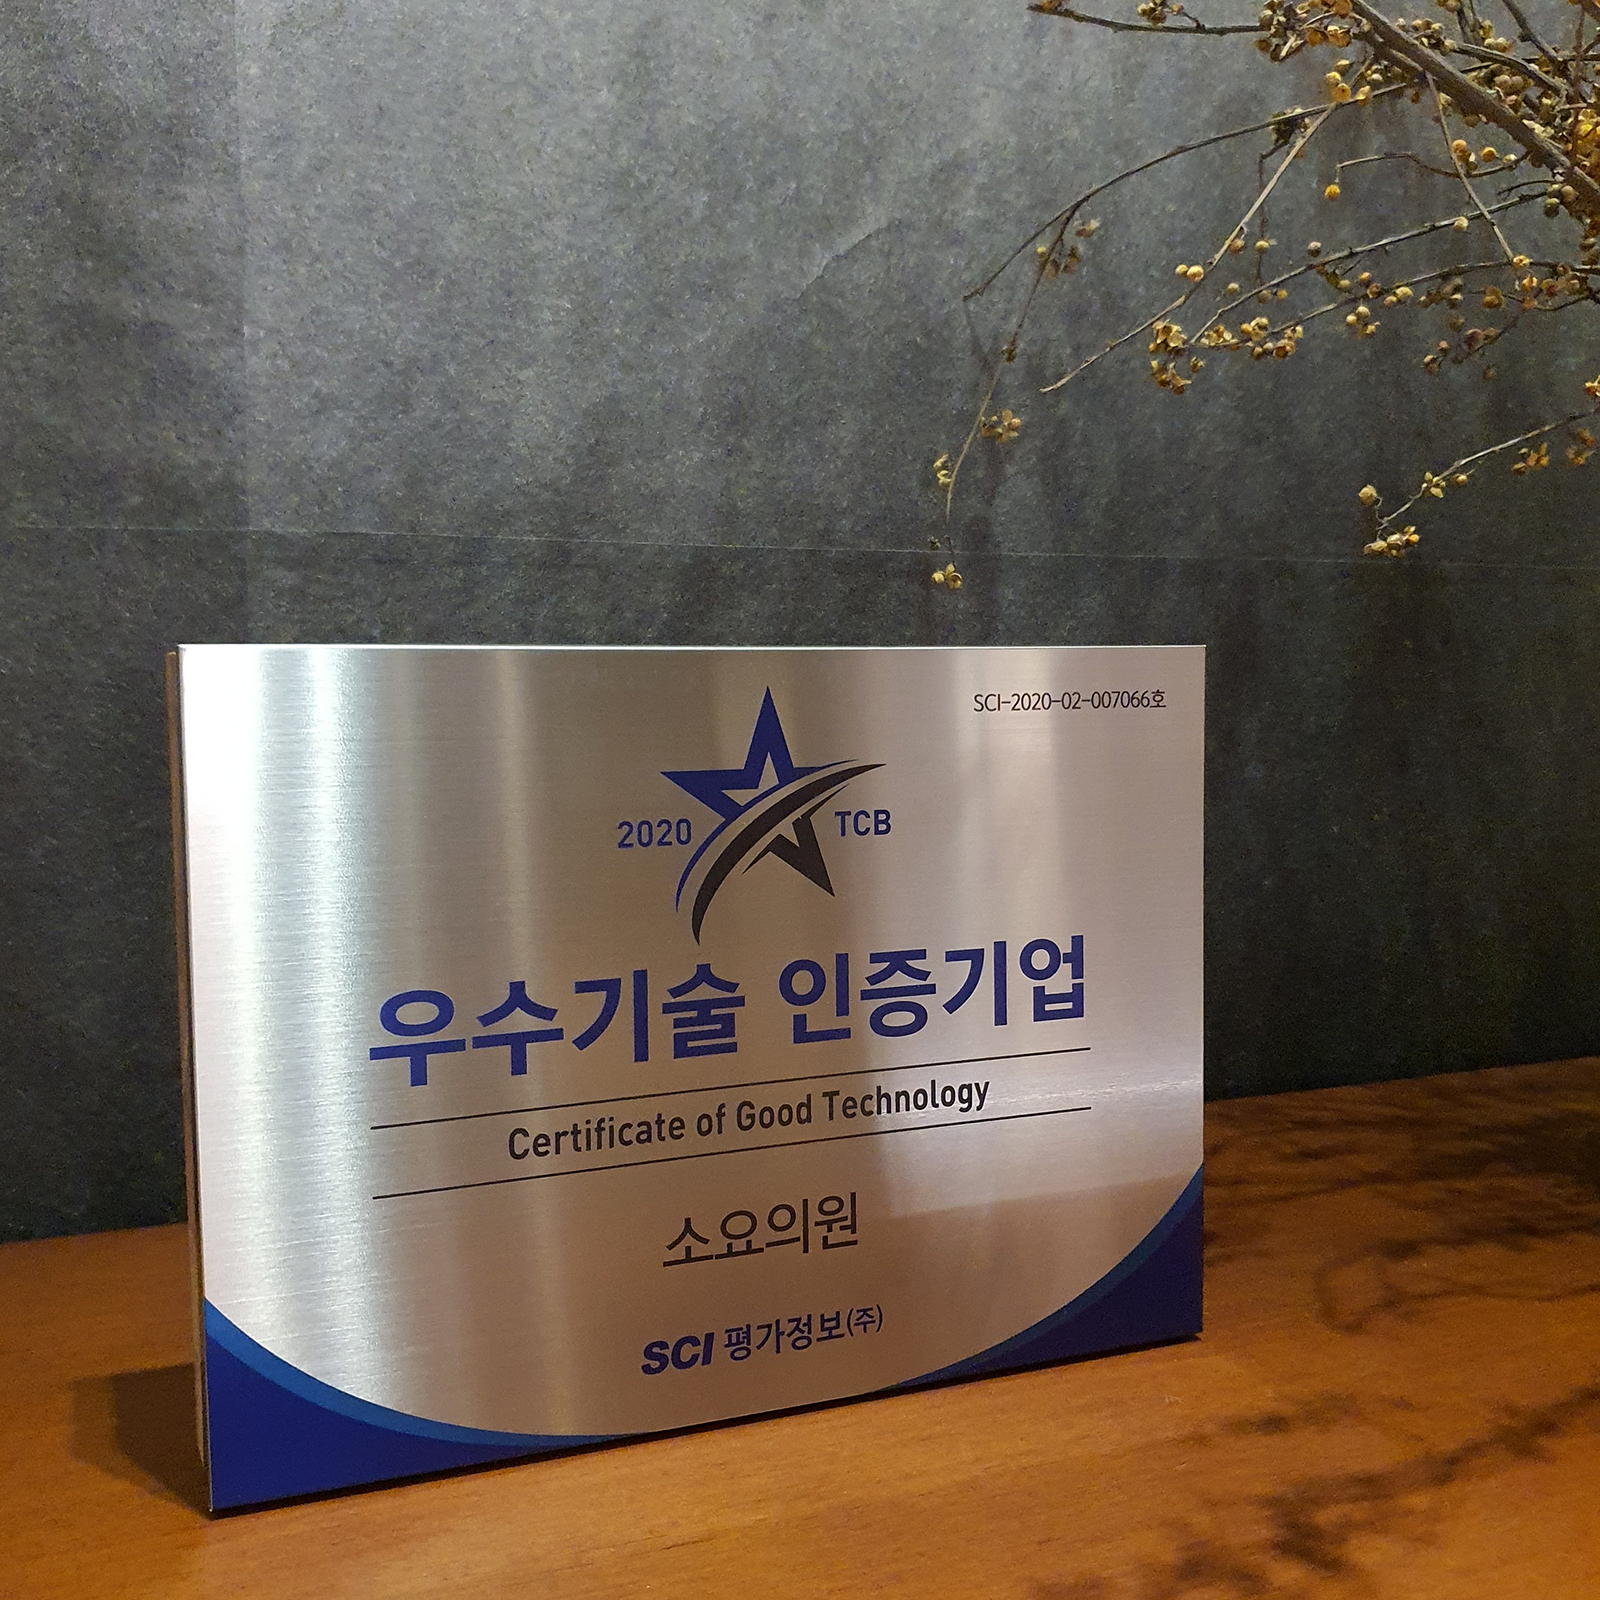 SCI-2020-02-007066호
2020 TCB
우수기술 인증기업
Certificate of Good Technology
소요의원
SCI 평가정보(주)